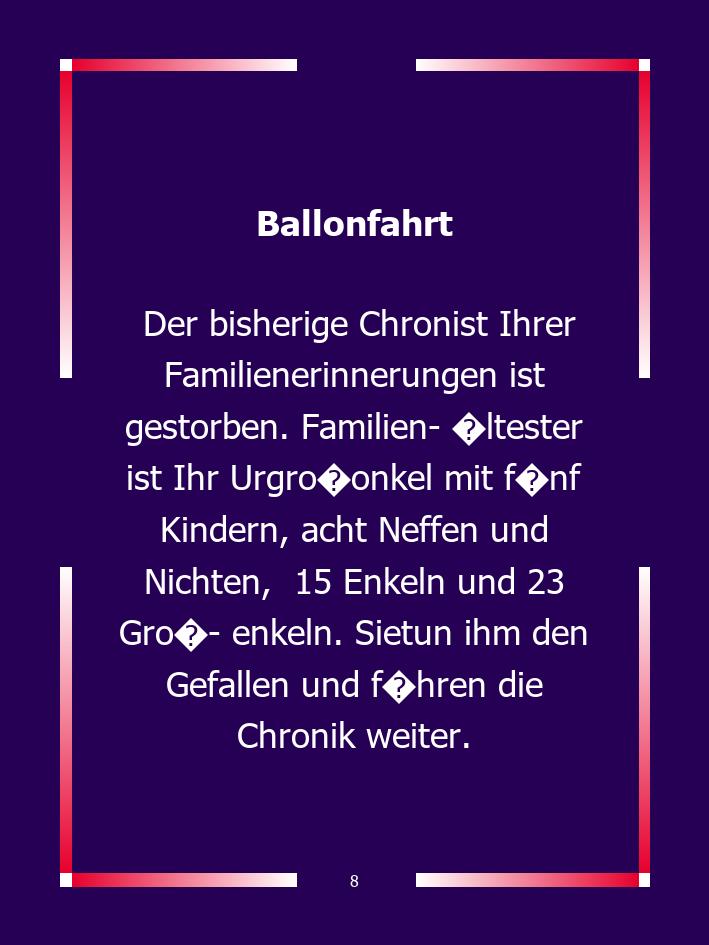 Ballonfahrt
Der bisherige Chronist Ihrer
Familienerinnerungen ist
gestorben. Familien- �ltester
ist Ihr Urgro�onkel mit f�nf
Kindern, acht Neffen und
Nichten,  15 Enkeln und 23
Gro�- enkeln. Sietun ihm den
Gefallen und f�hren die
Chronik weiter.
8